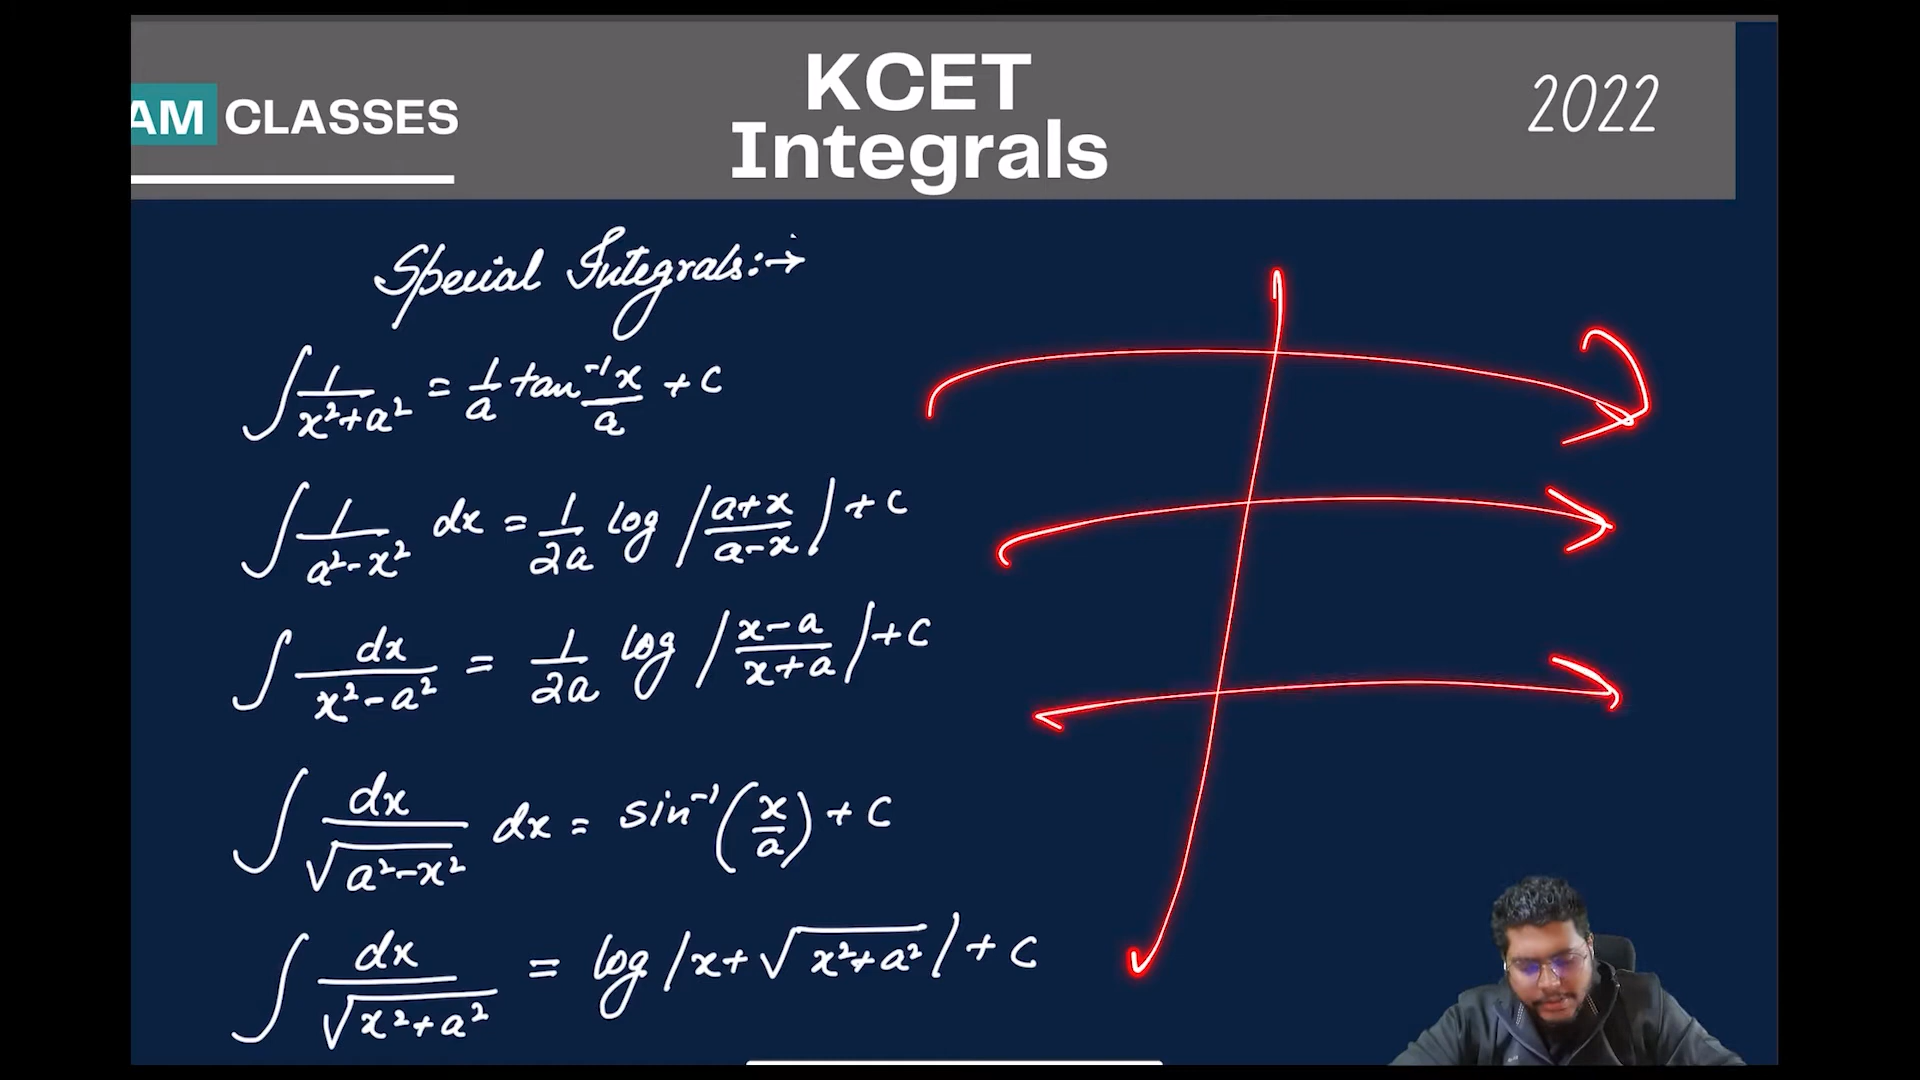 AM CLASSES
KCET
Integrals
2022
Special Integrals:→
∫ 1/(x²+a²) = 1/a tan⁻¹ x/a + C
∫ 1/(a²-x²) dx = 1/2a log |(a+x)/(a-x)| + C
∫ dx/(x²-a²) = 1/2a log |(x-a)/(x+a)| + C
∫ dx/√(a²-x²) dx = sin⁻¹(x/a) + C
∫ dx/√(x²+a²) = log |x+√(x²+a²)| + C